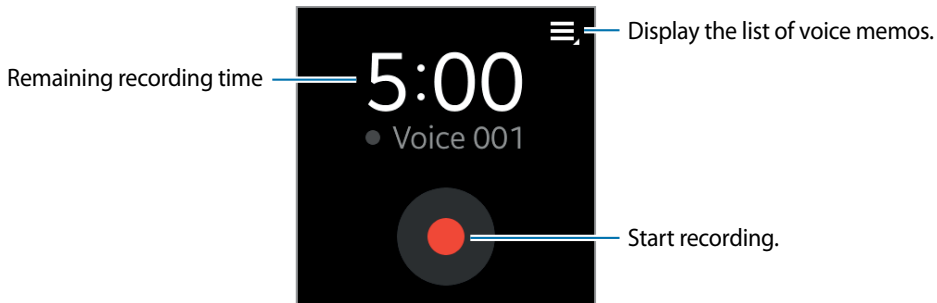 Display the list of voice memos.
Remaining recording time
5:00
Voice 001
Start recording.